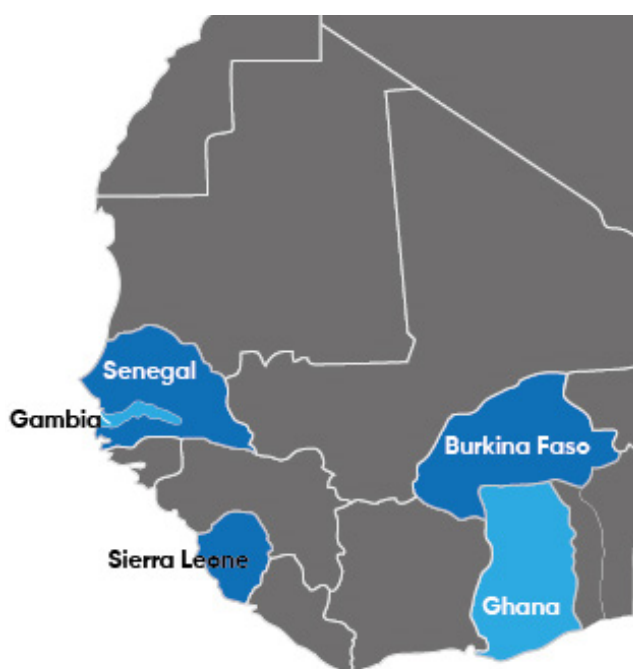 Senegal
Gambia
Burkina Faso
Sierra Leone
Ghana